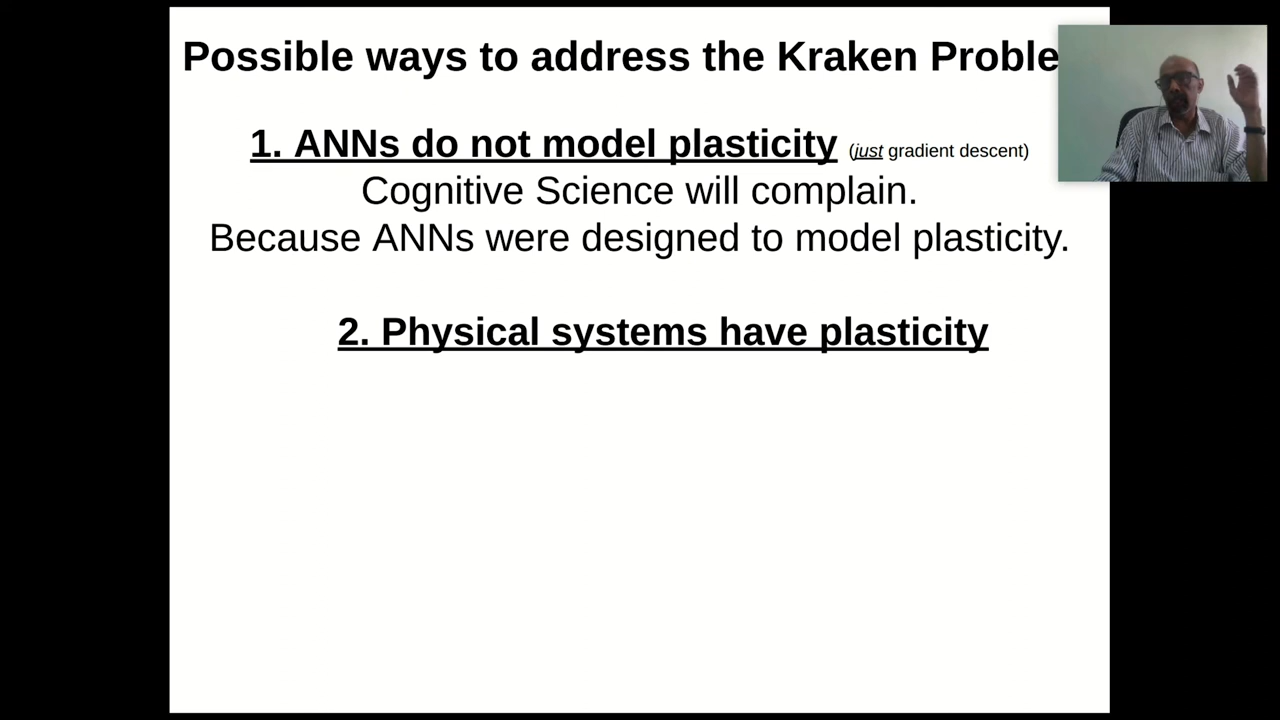 Possible ways to address the Kraken Proble
1. ANNs do not model plasticity (just gradient descent)
Cognitive Science will complain.
Because ANNs were designed to model plasticity.
2. Physical systems have plasticity